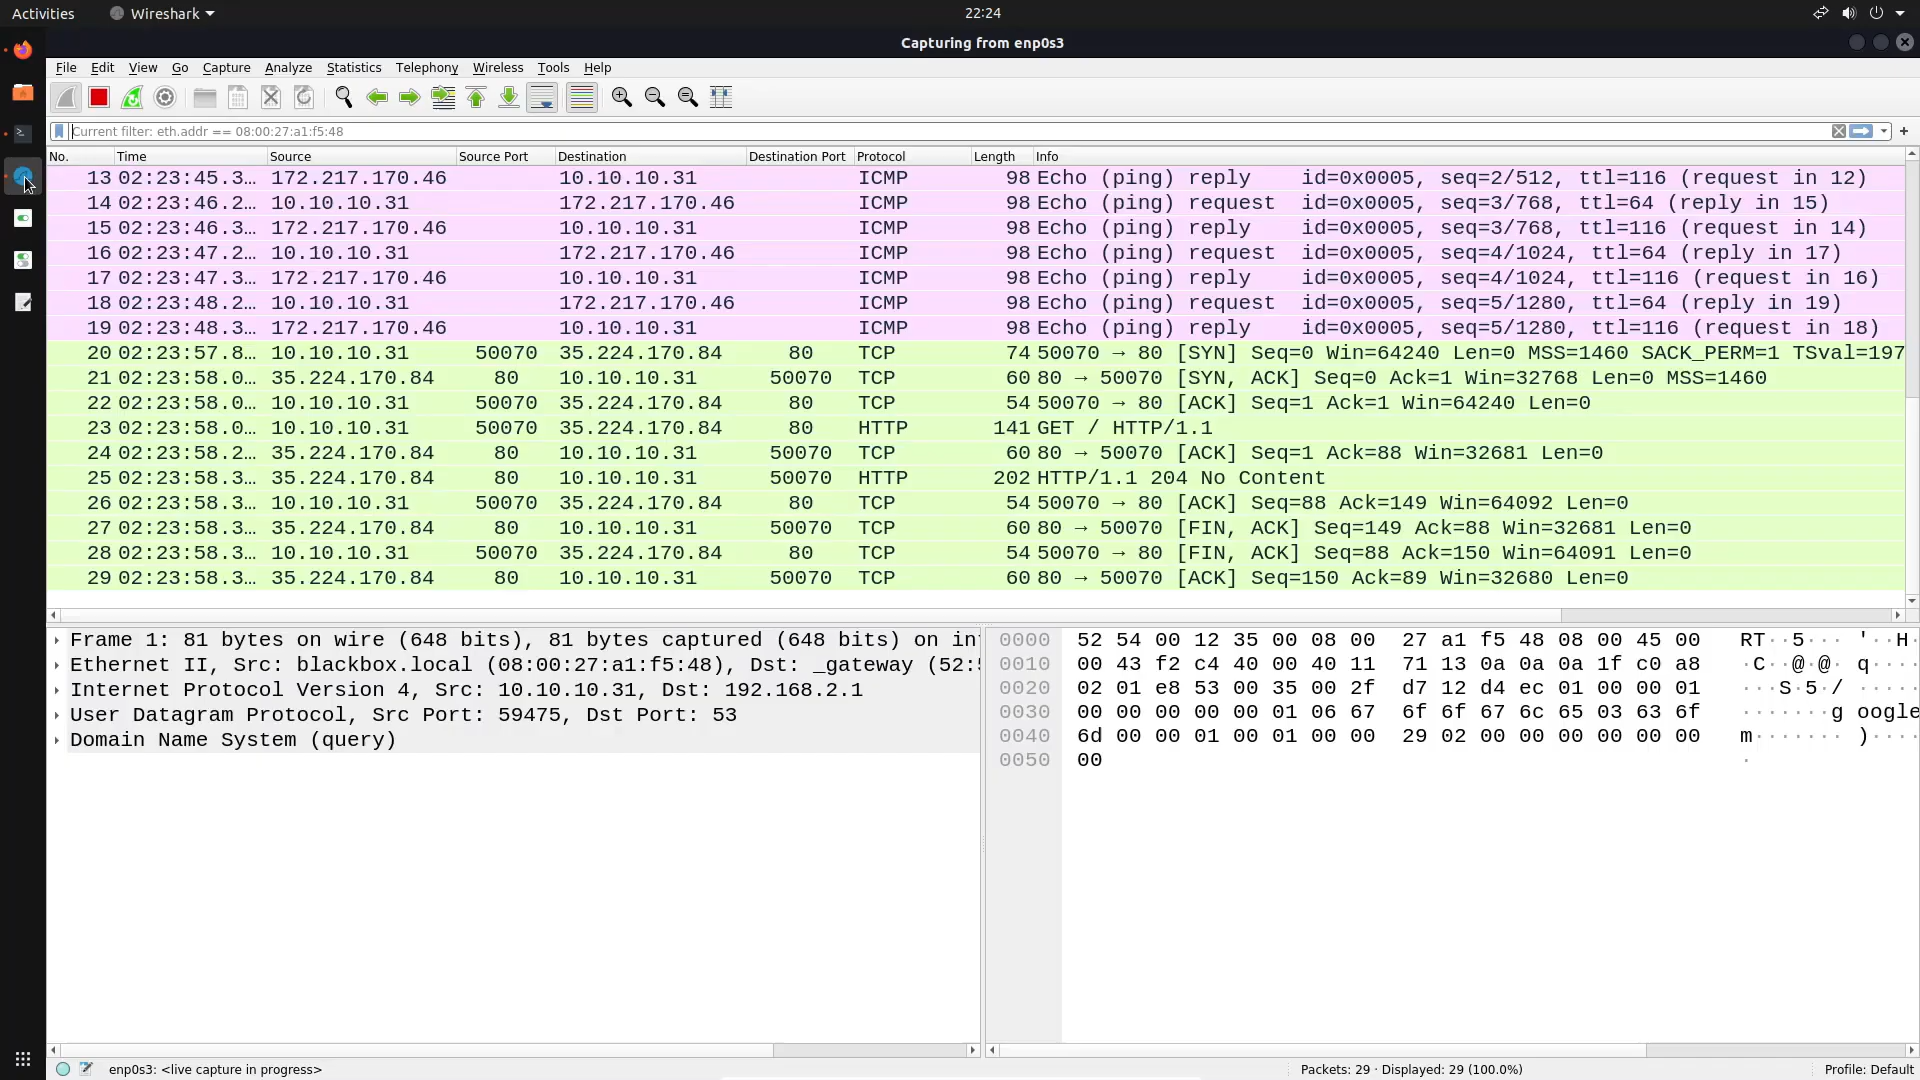 Activities Wireshark 22:24
Capturing from enp0s3
File Edit View Go Capture Analyze Statistics Telephony Wireless Tools Help
Current filter: eth.addr == 08:00:27:a1:f5:48
No. Time Source Source Port Destination Destination Port Protocol Length Info
13 02:23:45.3… 172.217.170.46 10.10.10.31 ICMP 98 Echo (ping) reply id=0x0005, seq=2/512, ttl=116 (request in 12)
14 02:23:46.2… 10.10.10.31 172.217.170.46 ICMP 98 Echo (ping) request id=0x0005, seq=3/768, ttl=64 (reply in 15)
15 02:23:46.3… 172.217.170.46 10.10.10.31 ICMP 98 Echo (ping) reply id=0x0005, seq=3/768, ttl=116 (request in 14)
16 02:23:47.2… 10.10.10.31 172.217.170.46 ICMP 98 Echo (ping) request id=0x0005, seq=4/1024, ttl=64 (reply in 17)
17 02:23:47.3… 172.217.170.46 10.10.10.31 ICMP 98 Echo (ping) reply id=0x0005, seq=4/1024, ttl=116 (request in 16)
18 02:23:48.2… 10.10.10.31 172.217.170.46 ICMP 98 Echo (ping) request id=0x0005, seq=5/1280, ttl=64 (reply in 19)
19 02:23:48.3… 172.217.170.46 10.10.10.31 ICMP 98 Echo (ping) reply id=0x0005, seq=5/1280, ttl=116 (request in 18)
20 02:23:57.8… 10.10.10.31 50070 35.224.170.84 80 TCP 74 50070 → 80 [SYN] Seq=0 Win=64240 Len=0 MSS=1460 SACK_PERM=1 TSval=197
21 02:23:58.0… 35.224.170.84 80 10.10.10.31 50070 TCP 60 80 → 50070 [SYN, ACK] Seq=0 Ack=1 Win=32768 Len=0 MSS=1460
22 02:23:58.0… 10.10.10.31 50070 35.224.170.84 80 TCP 54 50070 → 80 [ACK] Seq=1 Ack=1 Win=64240 Len=0
23 02:23:58.0… 10.10.10.31 50070 35.224.170.84 80 HTTP 141 GET / HTTP/1.1
24 02:23:58.2… 35.224.170.84 80 10.10.10.31 50070 TCP 60 80 → 50070 [ACK] Seq=1 Ack=88 Win=32681 Len=0
25 02:23:58.3… 35.224.170.84 80 10.10.10.31 50070 HTTP 202 HTTP/1.1 204 No Content
26 02:23:58.3… 10.10.10.31 50070 35.224.170.84 80 TCP 54 50070 → 80 [ACK] Seq=88 Ack=149 Win=64092 Len=0
27 02:23:58.3… 35.224.170.84 80 10.10.10.31 50070 TCP 60 80 → 50070 [FIN, ACK] Seq=149 Ack=88 Win=32681 Len=0
28 02:23:58.3… 10.10.10.31 50070 35.224.170.84 80 TCP 54 50070 → 80 [FIN, ACK] Seq=88 Ack=150 Win=64091 Len=0
29 02:23:58.3… 35.224.170.84 80 10.10.10.31 50070 TCP 60 80 → 50070 [ACK] Seq=150 Ack=89 Win=32680 Len=0
Frame 1: 81 bytes on wire (648 bits), 81 bytes captured (648 bits) on in
Ethernet II, Src: blackbox.local (08:00:27:a1:f5:48), Dst: _gateway (52:5
Internet Protocol Version 4, Src: 10.10.10.31, Dst: 192.168.2.1
User Datagram Protocol, Src Port: 59475, Dst Port: 53
Domain Name System (query)
0000 52 54 00 12 35 00 08 00 27 a1 f5 48 08 00 45 00 RT··5··· '··H·
0010 00 43 f2 c4 40 00 40 11 71 13 0a 0a 0a 1f c0 a8 ·C··@·@· q····
0020 02 01 e8 53 00 35 00 2f d7 12 d4 ec 01 00 00 01 ···S·5·/ ·····
0030 00 00 00 00 00 01 06 67 6f 6f 67 6c 65 03 63 6f ·······g oogle
0040 6d 00 00 01 00 01 00 00 29 02 00 00 00 00 00 00 m······· )····
0050 00 ·
enp0s3: <live capture in progress> Packets: 29 · Displayed: 29 (100.0%) Profile: Default